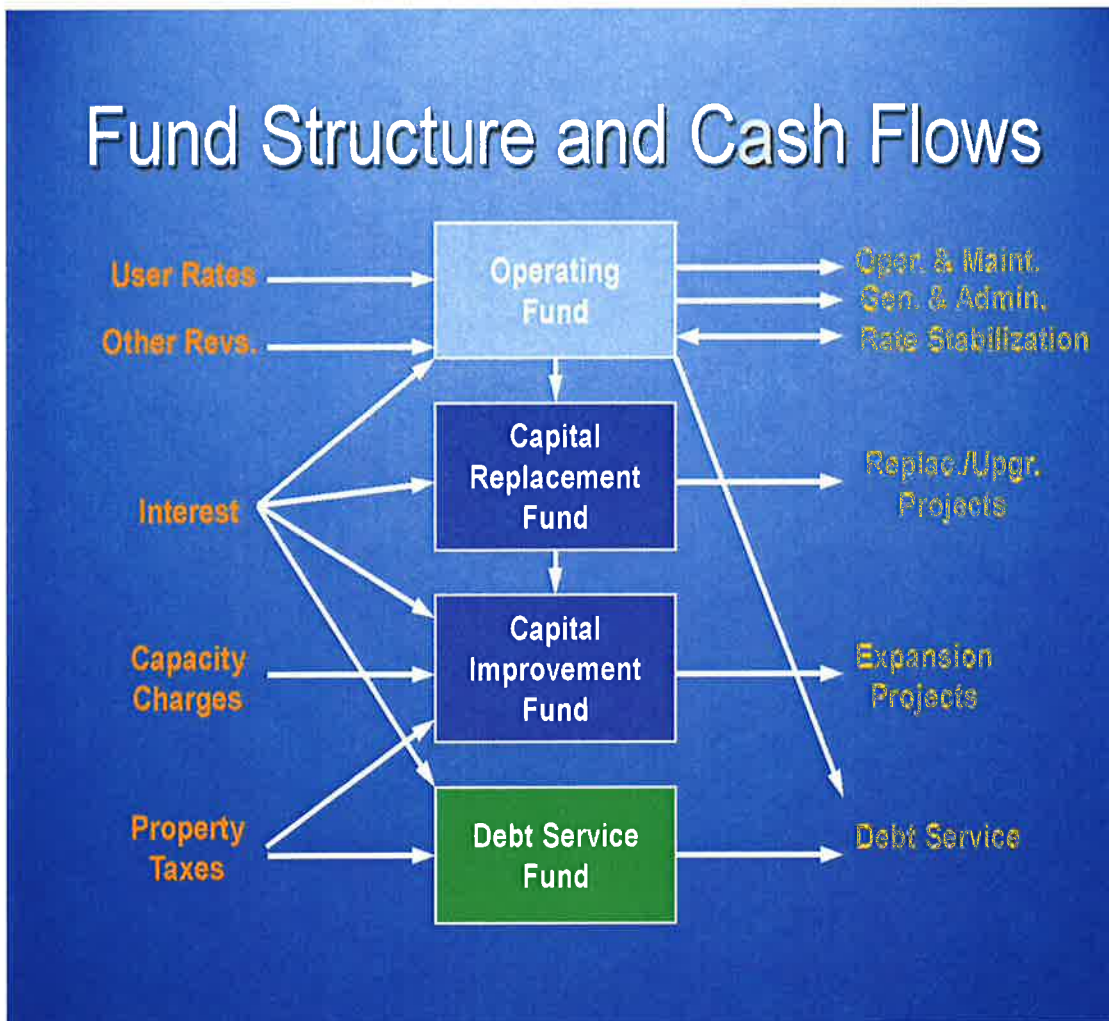 Fund Structure and Cash Flows
User Rates
Other Revs.
Interest
Capacity
Charges
Property
Taxes
Operating
Fund
Capital
Replacement
Fund
Capital
Improvement
Fund
Debt Service
Fund
Oper. & Maint.
Gen. & Admin.
Rate Stabilization
Replac./Upgr.
Projects
Expansion
Projects
Debt Service